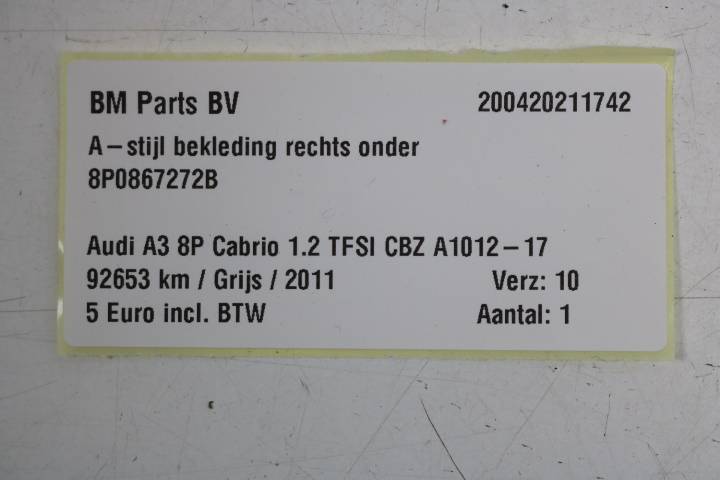 BM Parts BV 200420211742
A-stijl bekleding rechts onder
8P0867272B
Audi A3 8P Cabrio 1.2 TFSI CBZ A1012-17
92653 km / Grijs / 2011 Verz: 10
5 Euro incl. BTW Aantal: 1